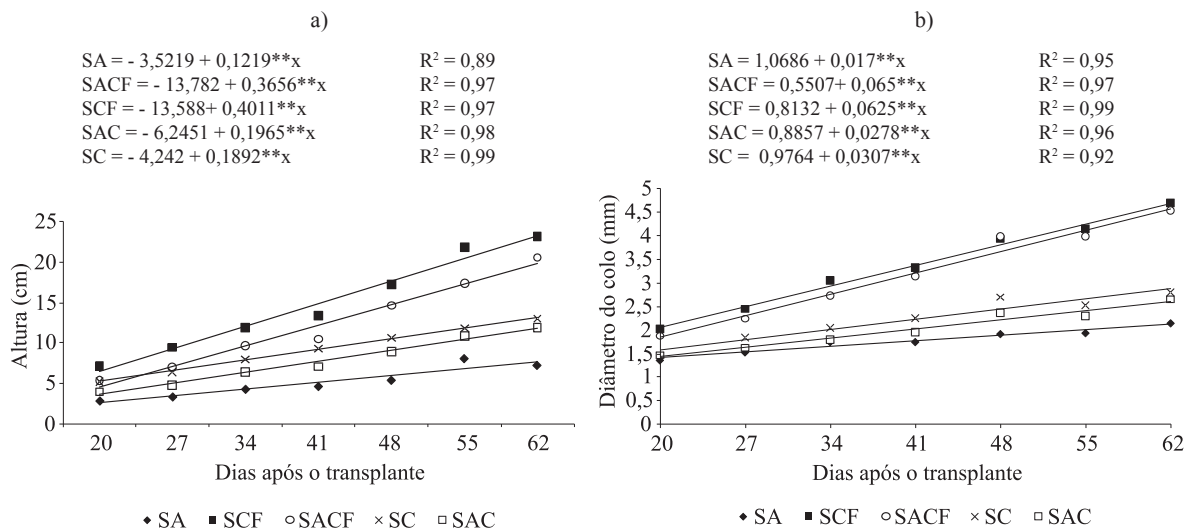 a)
SA = - 3,5219 + 0,1219**x R² = 0,89
SACF = - 13,782 + 0,3656**x R² = 0,97
SCF = - 13,588+ 0,4011**x R² = 0,97
SAC = - 6,2451 + 0,1965**x R² = 0,98
SC = - 4,242 + 0,1892**x R² = 0,99
Altura (cm)
25
20
15
10
5
0
20 27 34 41 48 55 62
Dias após o transplante
SA SCF SACF SC SAC
b)
SA = 1,0686 + 0,017**x R² = 0,95
SACF = 0,5507+ 0,065**x R² = 0,97
SCF = 0,8132 + 0,0625**x R² = 0,99
SAC = 0,8857 + 0,0278**x R² = 0,96
SC = 0,9764 + 0,0307**x R² = 0,92
Diâmetro do colo (mm)
5
4,5
4
3,5
3
2,5
2
1,5
1
0,5
0
20 27 34 41 48 55 62
Dias após o transplante
SA SCF SACF SC SAC